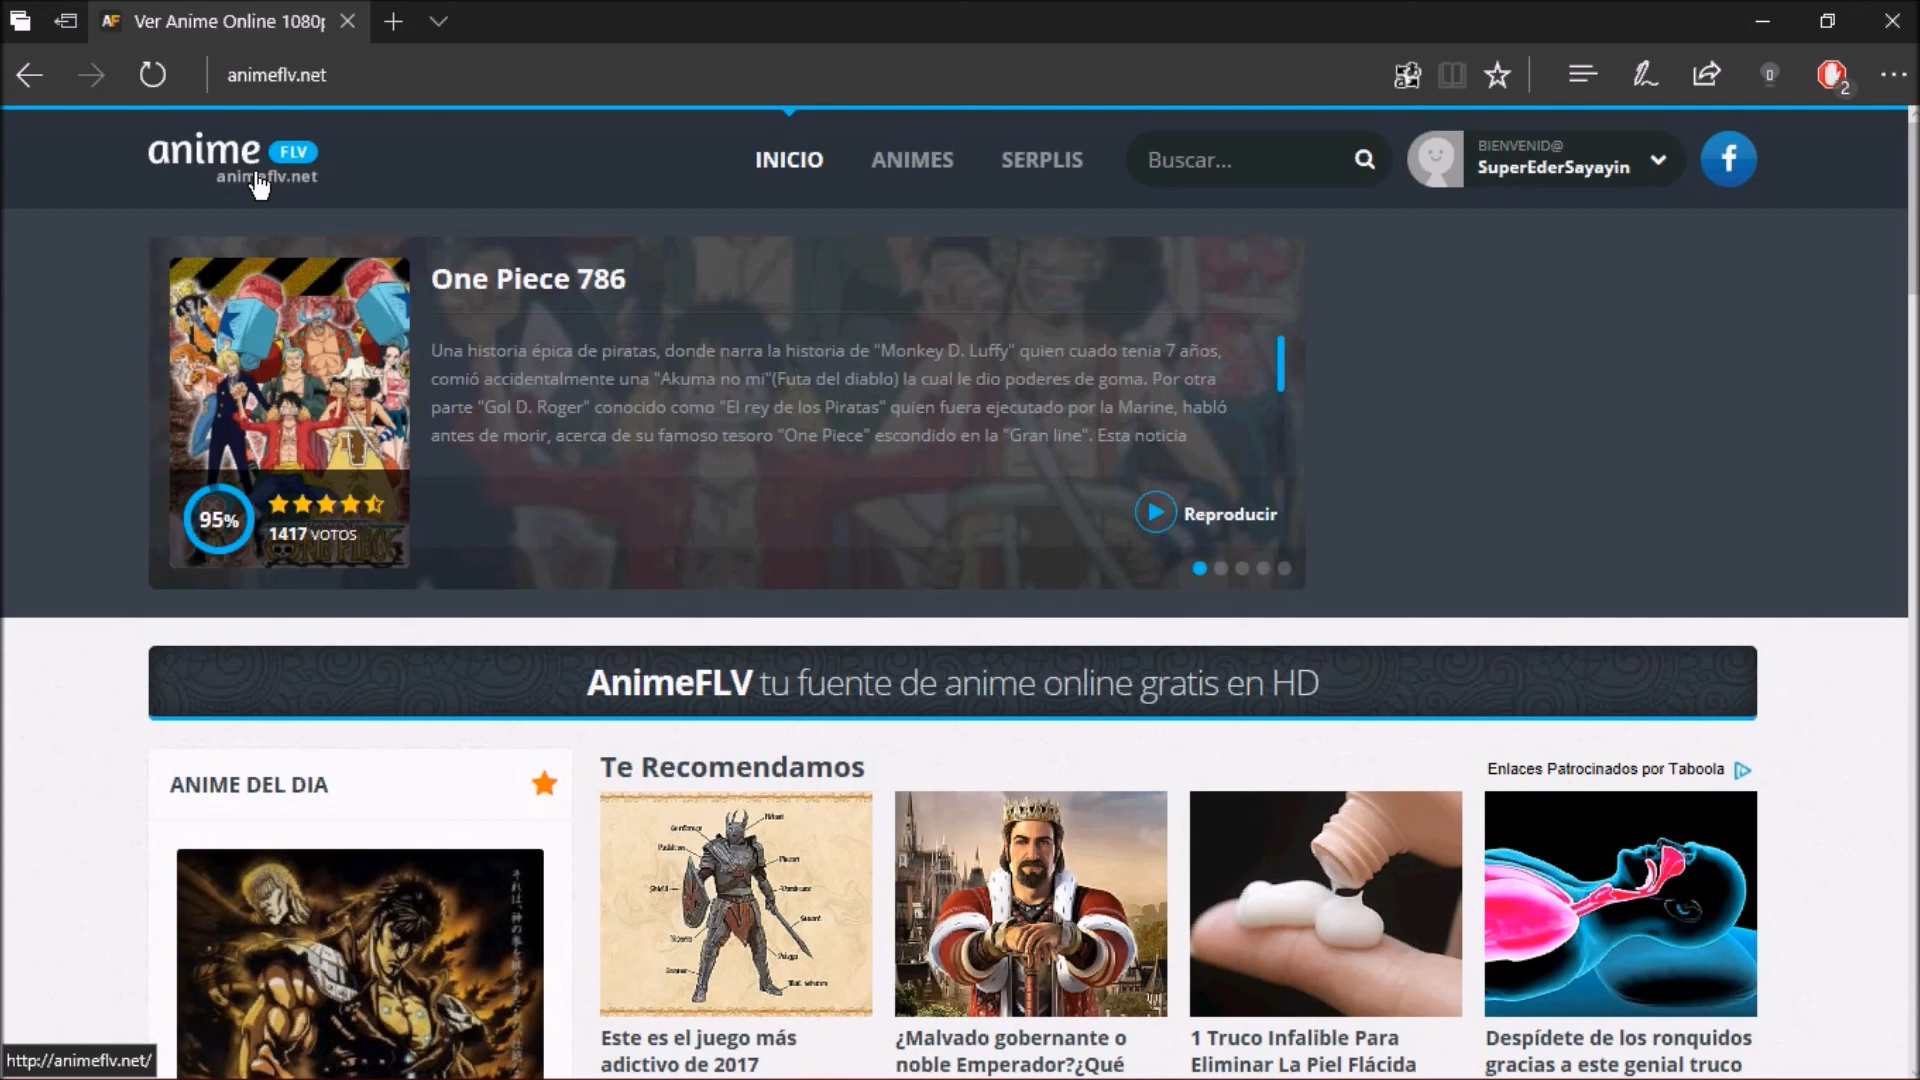 Ver Anime Online 1080p
animeflv.net
anime FLV
animeflv.net
INICIO
ANIMES
SERPLIS
Buscar...
BIENVENID@
SuperEderSayayin
One Piece 786
Una historia épica de piratas, donde narra la historia de "Monkey D. Luffy" quien cuado tenia 7 años,
comió accidentalmente una "Akuma no mi"(Futa del diablo) la cual le dio poderes de goma. Por otra
parte "Gol D. Roger" conocido como "El rey de los Piratas" quien fuera ejecutado por la Marine, habló
antes de morir, acerca de su famoso tesoro "One Piece" escondido en la "Gran line". Esta noticia
95%
1417 VOTOS
Reproducir
AnimeFLV tu fuente de anime online gratis en HD
ANIME DEL DIA
Te Recomendamos
Enlaces Patrocinados por Taboola
Este es el juego más
adictivo de 2017
¿Malvado gobernante o
noble Emperador?¿Qué
1 Truco Infalible Para
Eliminar La Piel Flácida
Despídete de los ronquidos
gracias a este genial truco
http://animeflv.net/